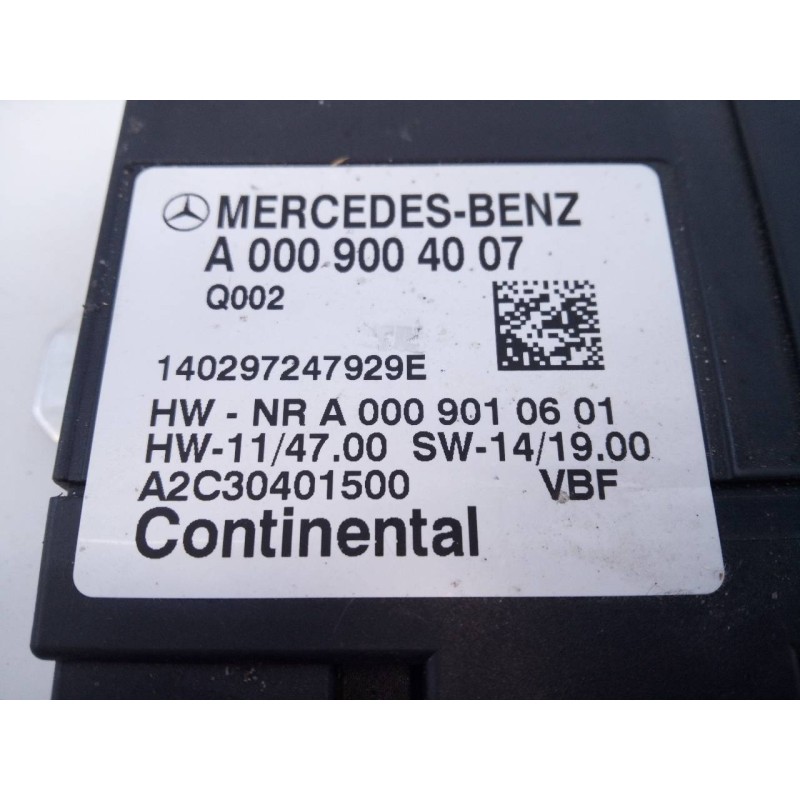 MERCEDES-BENZ
A 000 900 40 07
Q002
140297247929E
HW - NR A 000 901 06 01
HW-11/47.00 SW-14/19.00
A2C30401500 VBF
Continental